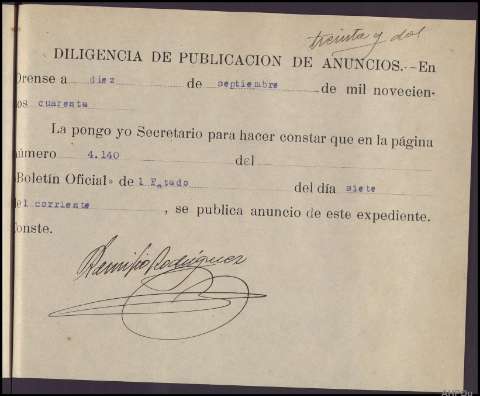 treinta y dos
DILIGENCIA DE PUBLICACION DE ANUNCIOS.--En
Orense a diez de septiembre de mil novecien-
os cuarenta
La pongo yo Secretario para hacer constar que en la página
número 4.140 del
«Boletín Oficial» de l Estado del día siete
del corriente , se publica anuncio de este expediente.
Conste.
Remigio Rodríguez